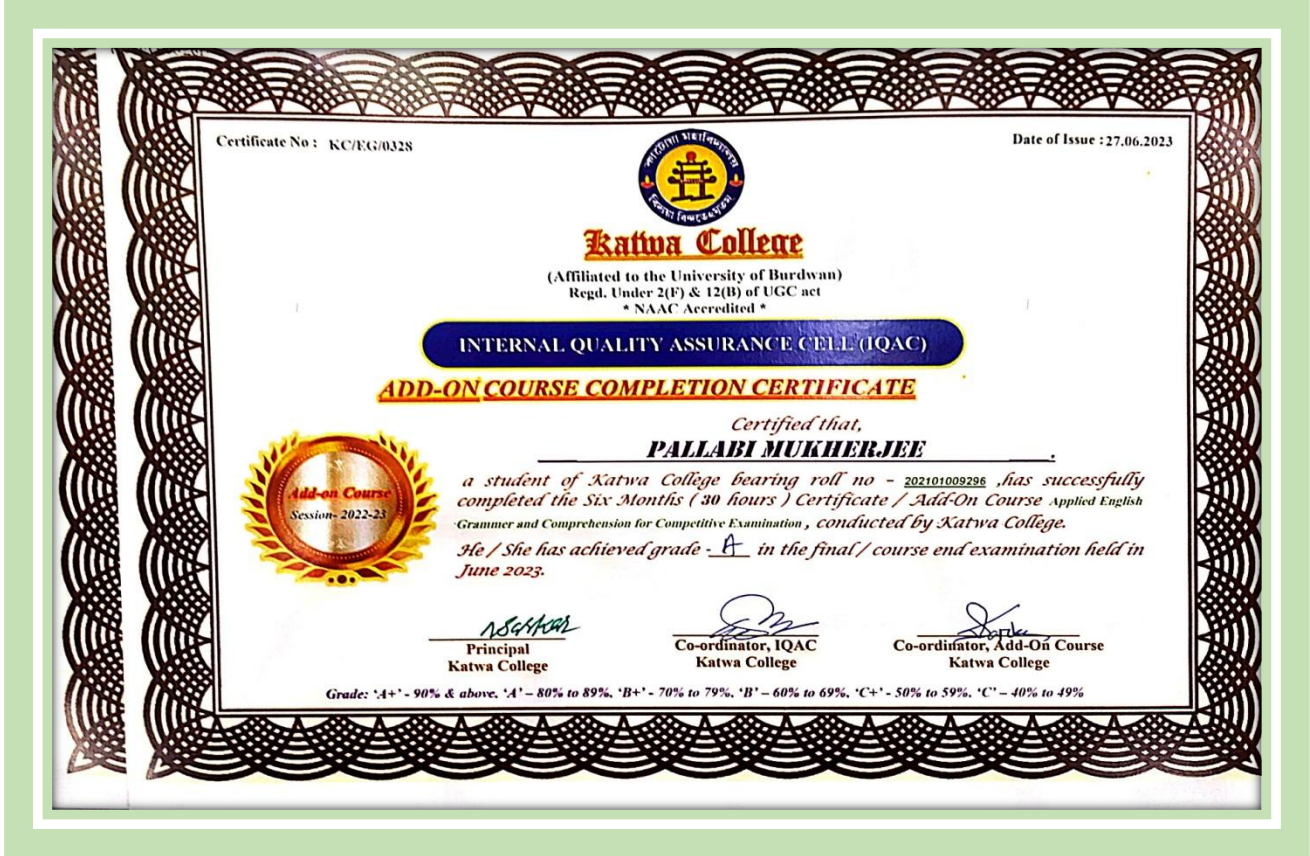 Certificate No : KC/EG/0328
Date of Issue : 27.06.2023
কাটোয়া মহাবিদ্যালয়
Katwa College
(Affiliated to the University of Burdwan)
Regd. Under 2(F) & 12(B) of UGC act
* NAAC Accredited *
INTERNAL QUALITY ASSURANCE CELL (IQAC)
ADD-ON COURSE COMPLETION CERTIFICATE
Certified that,
PALLABI MUKHERJEE .
Add-on Course
Session- 2022-23
a student of Katwa College bearing roll no - 202101009296 ,has successfully
completed the Six Months ( 30 hours ) Certificate / Add-On Course Applied English
Grammer and Comprehension for Competitive Examination , conducted by Katwa College.
He / She has achieved grade - A in the final / course end examination held in
June 2023.
Principal
Katwa College
Co-ordinator, IQAC
Katwa College
Co-ordinator, Add-On Course
Katwa College
Grade: 'A+' - 90% & above, 'A' – 80% to 89%, 'B+' - 70% to 79%, 'B' – 60% to 69%, 'C+' - 50% to 59%, 'C' – 40% to 49%